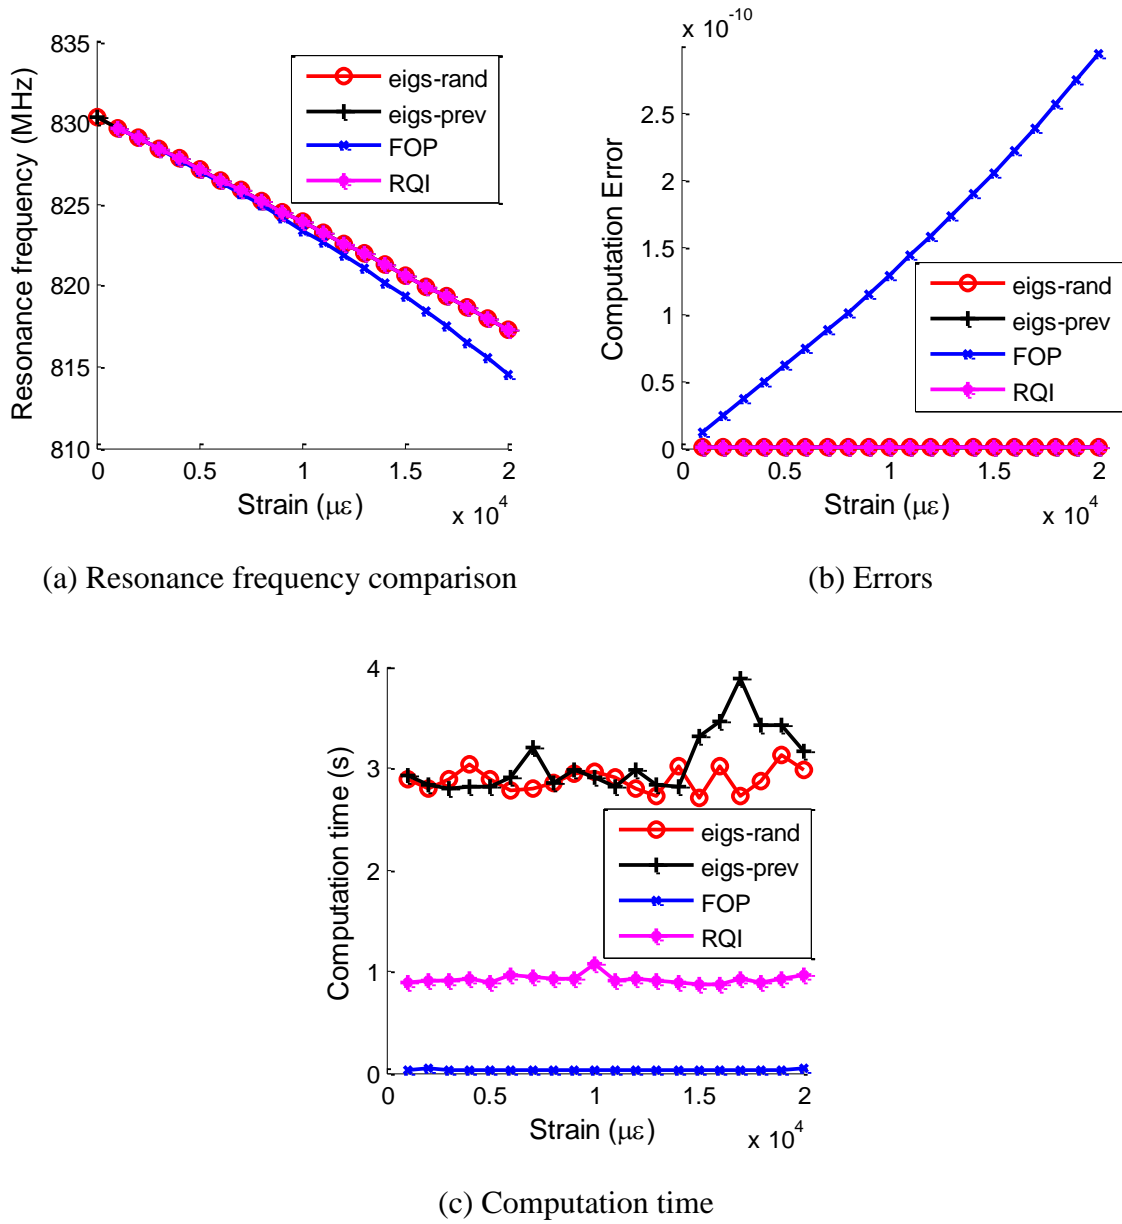 835
830
825
820
815
810
Resonance frequency (MHz)
eigs-rand
eigs-prev
FOP
RQI
0
0.5
1
1.5
2
Strain (με)
x 10^4
(a) Resonance frequency comparison
x 10^-10
2.5
2
1.5
1
0.5
0
Computation Error
eigs-rand
eigs-prev
FOP
RQI
0
0.5
1
1.5
2
Strain (με)
x 10^4
(b) Errors
4
3
2
1
0
Computation time (s)
eigs-rand
eigs-prev
FOP
RQI
0
0.5
1
1.5
2
Strain (με)
x 10^4
(c) Computation time